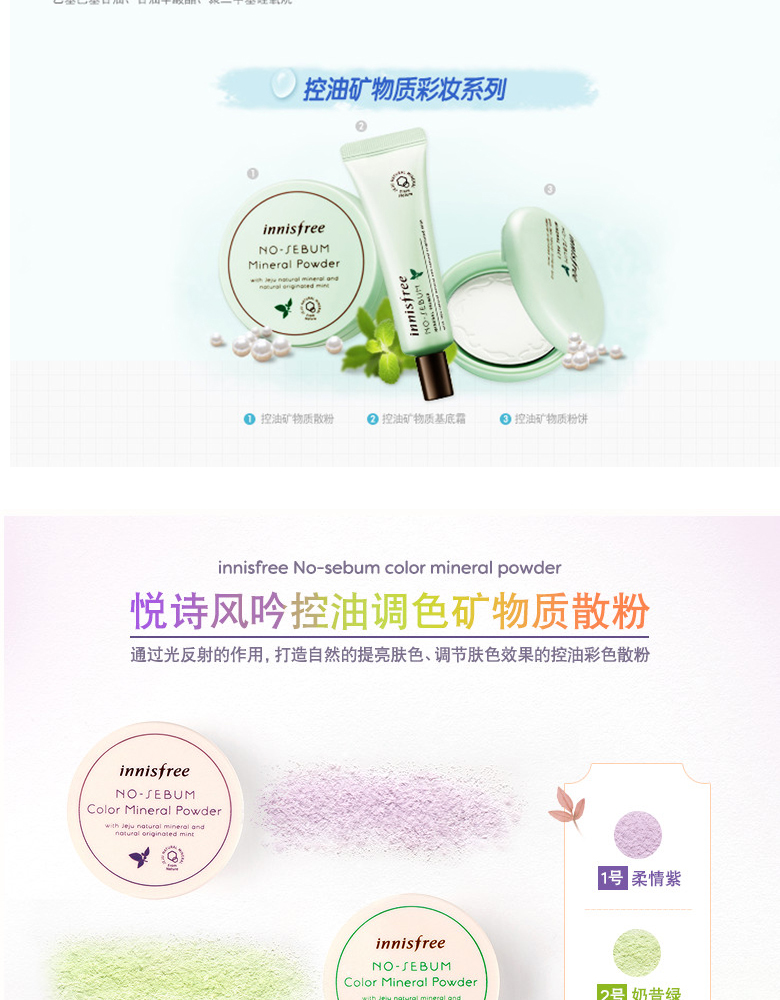 控油矿物质彩妆系列
2
1
3
innisfree
NO-SEBUM
Mineral Powder
with Jeju natural mineral and
natural originated mint
innisfree
NO-SEBUM
1 控油矿物质散粉
2 控油矿物质基底霜
3 控油矿物质粉饼
innisfree No-sebum color mineral powder
悦诗风吟控油调色矿物质散粉
通过光反射的作用，打造自然的提亮肤色、调节肤色效果的控油彩色散粉
innisfree
NO-SEBUM
Color Mineral Powder
with Jeju natural mineral and
natural originated mint
1号 柔情紫
innisfree
NO-SEBUM
Color Mineral Powder
with Jeju natural mineral and
2号 奶昔绿